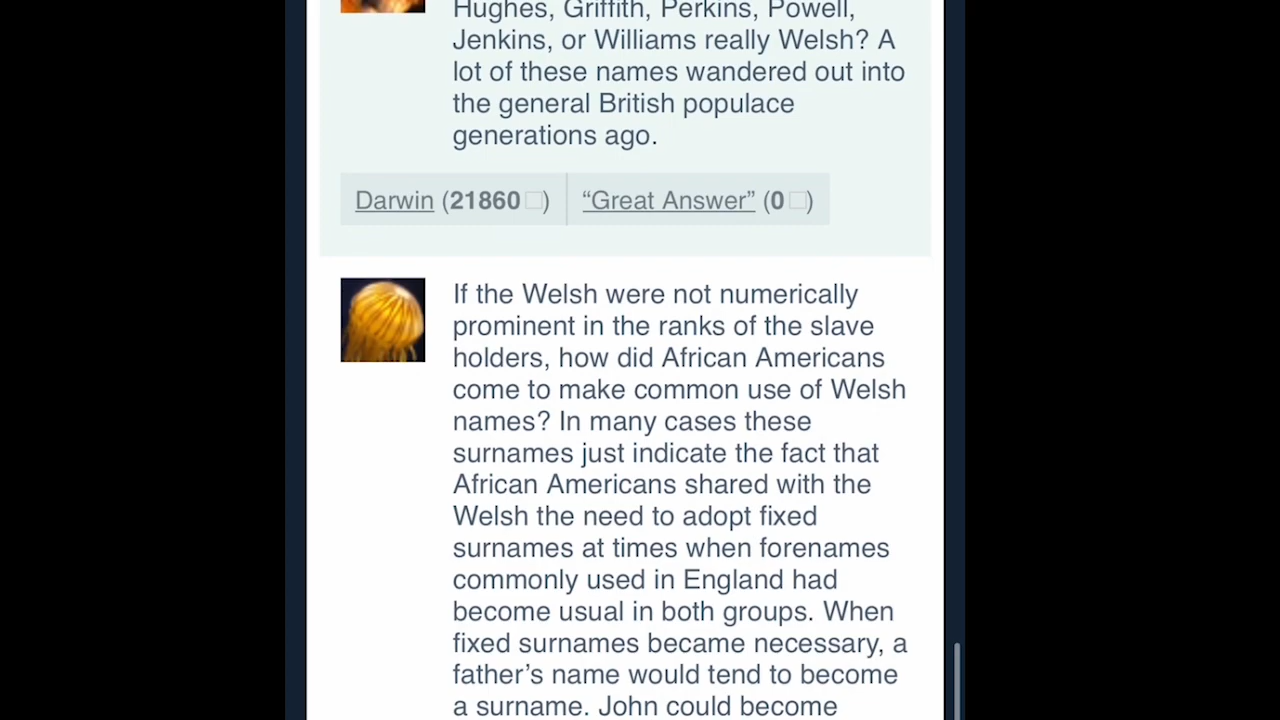 Hughes, Griffith, Perkins, Powell,
Jenkins, or Williams really Welsh? A
lot of these names wandered out into
the general British populace
generations ago.
Darwin (21860) “Great Answer” (0)
If the Welsh were not numerically
prominent in the ranks of the slave
holders, how did African Americans
come to make common use of Welsh
names? In many cases these
surnames just indicate the fact that
African Americans shared with the
Welsh the need to adopt fixed
surnames at times when forenames
commonly used in England had
become usual in both groups. When
fixed surnames became necessary, a
father’s name would tend to become
a surname. John could become